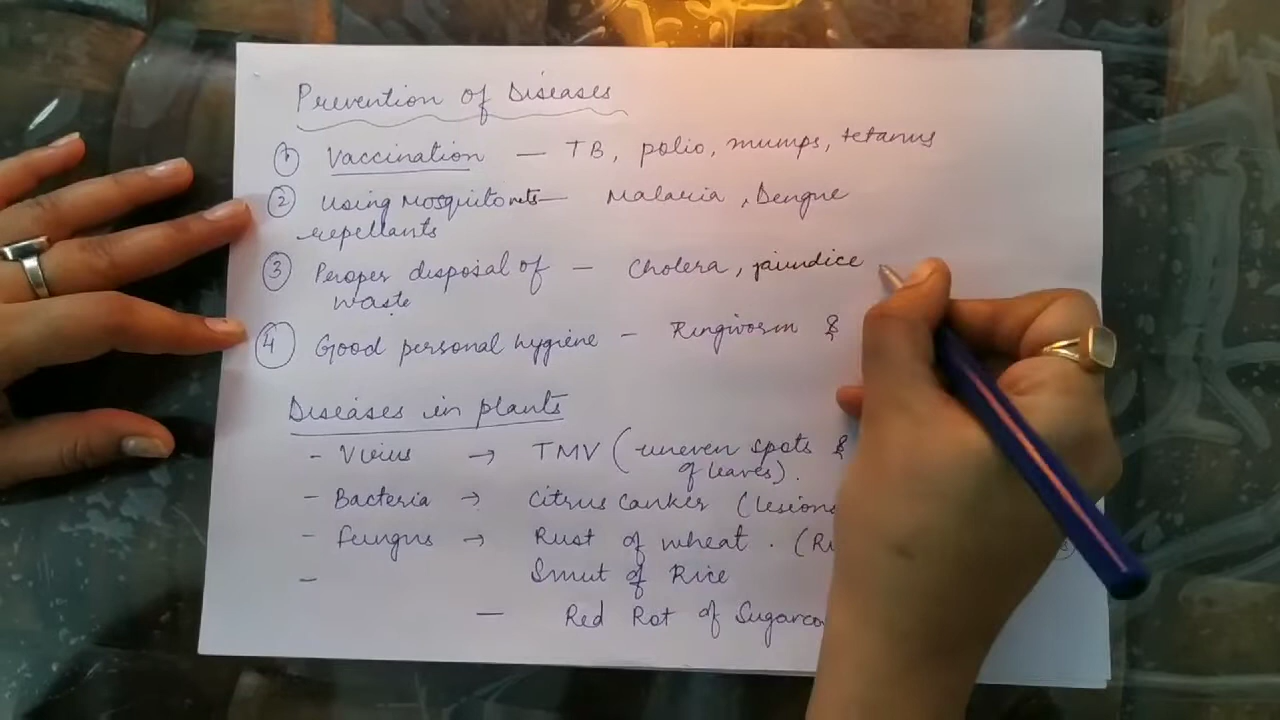 Prevention of Diseases
1 Vaccination — TB, polio, mumps, tetanus
2 Using Mosquito nets — Malaria, Dengue
repellants
3 Proper disposal of — Cholera, jaundice
waste
4 Good personal hygiene — Ringworm &
Diseases in plants
- Virus → TMV (uneven spots &
of leaves).
- Bacteria → Citrus Canker (lesions
- Fungus → Rust of wheat. (Ru
- Smut of Rice
— Red Rot of Sugarca